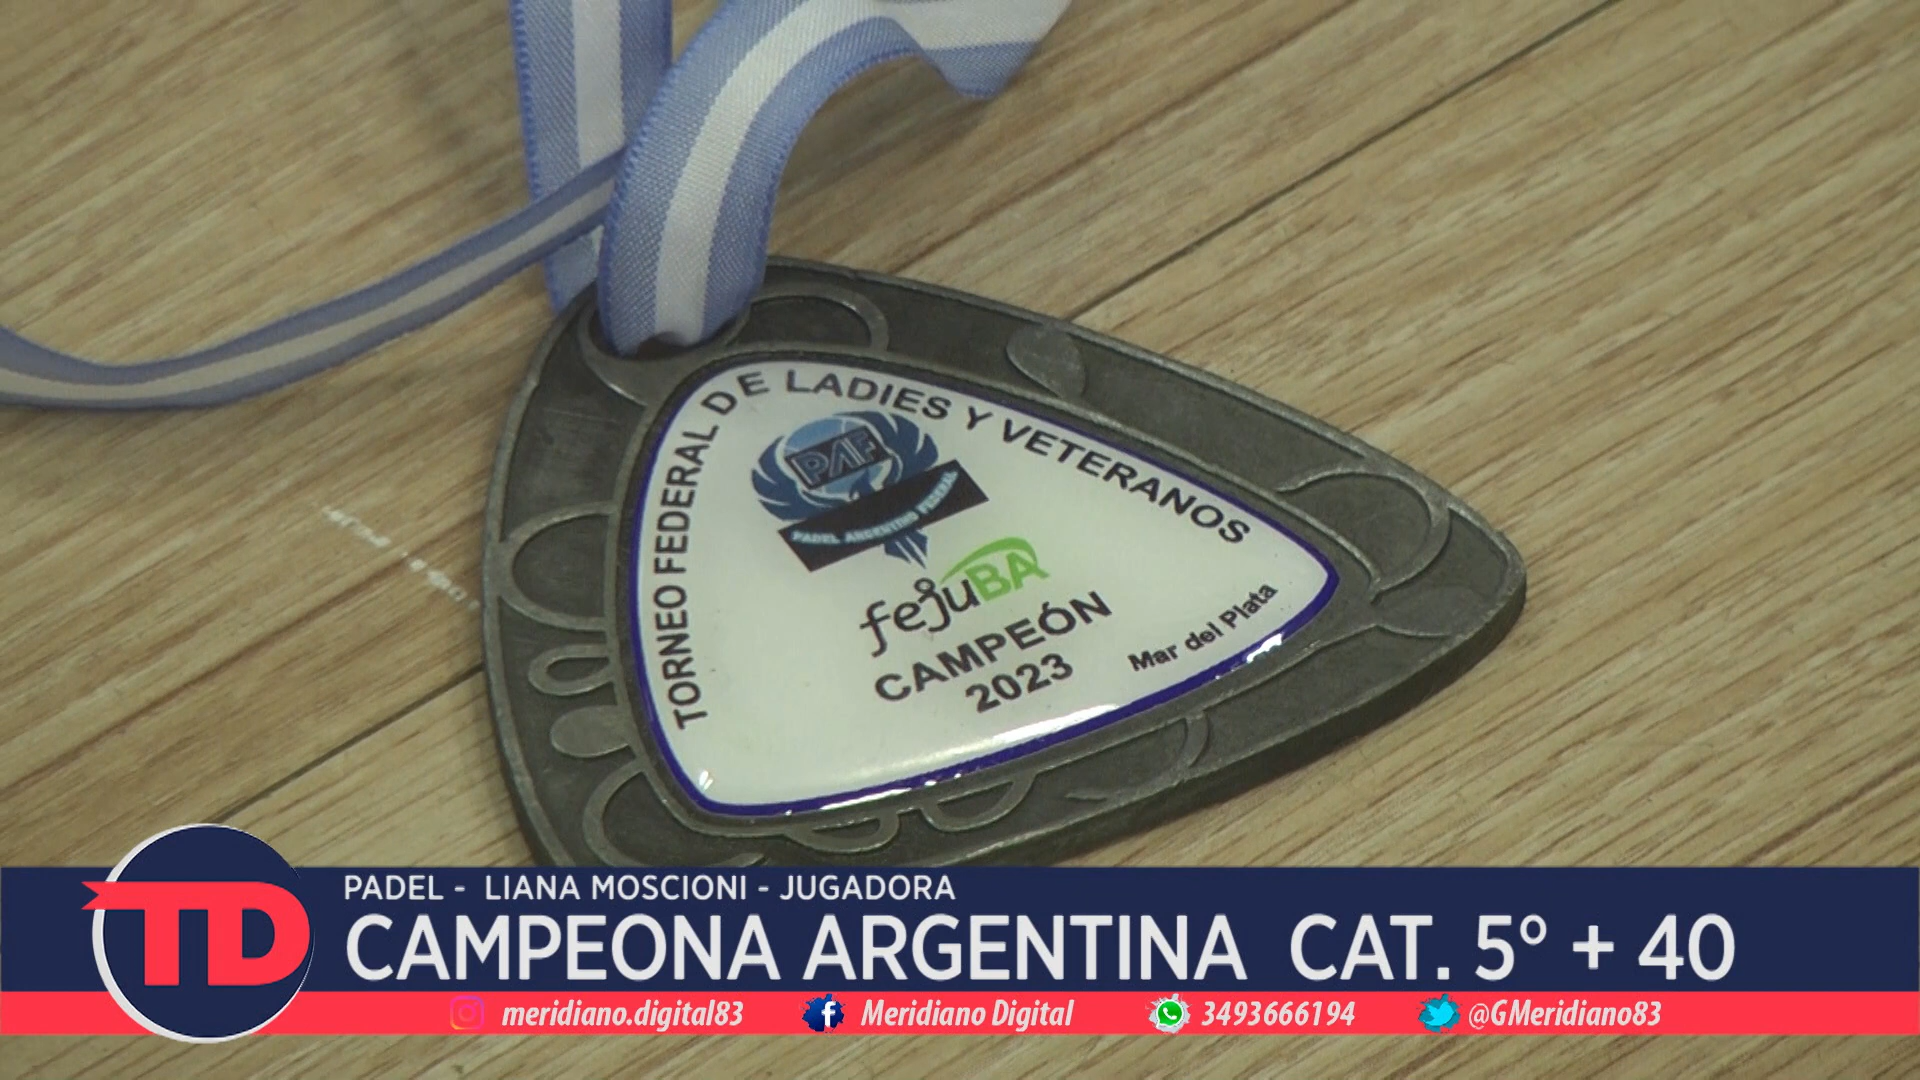 TORNEO FEDERAL DE LADIES Y VETERANOS
PAF
PADEL ARGENTINO FEDERAL
fejuBA
CAMPEÓN
2023
Mar del Plata
TD
PADEL - LIANA MOSCIONI - JUGADORA
CAMPEONA ARGENTINA CAT. 5º + 40
meridiano.digital83
Meridiano Digital
3493666194
@GMeridiano83